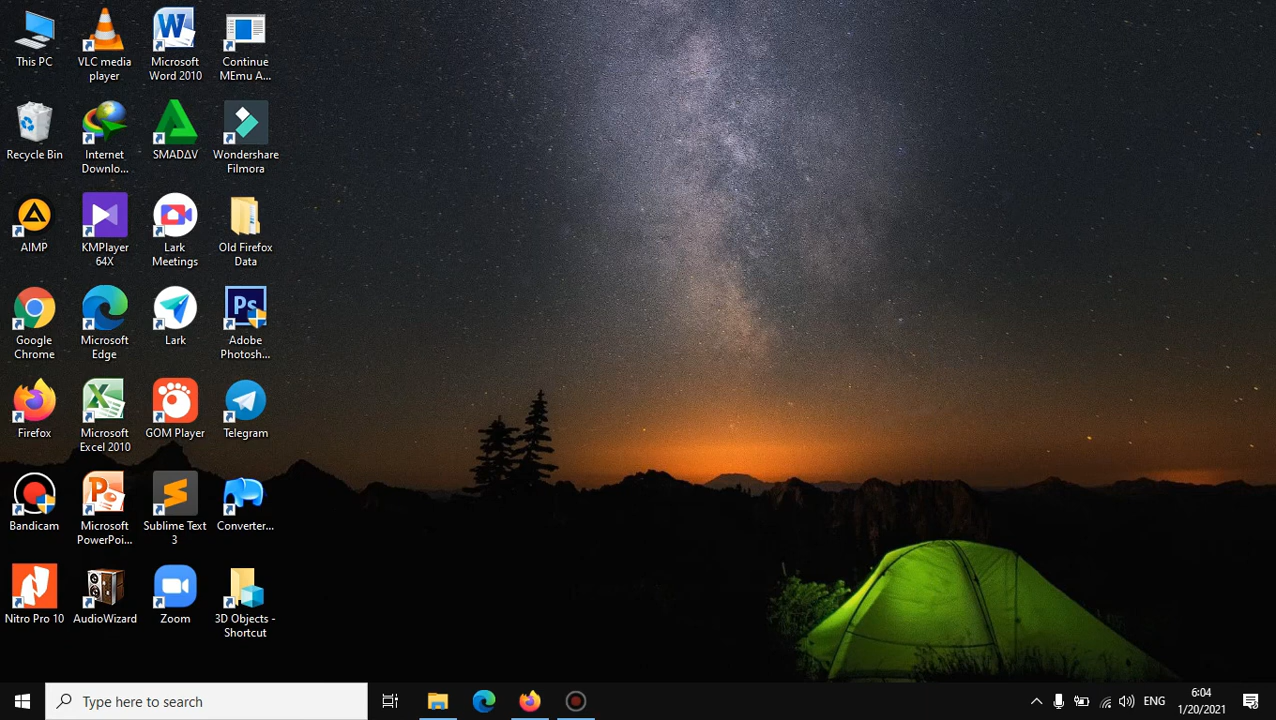 This PC
VLC media
player
Microsoft
Word 2010
Continue
MEmu A...
Recycle Bin
Internet
Downlo...
SMADΔV
Wondershare
Filmora
AIMP
KMPlayer
64X
Lark
Meetings
Old Firefox
Data
Google
Chrome
Microsoft
Edge
Lark
Ps
Adobe
Photosh...
Firefox
Microsoft
Excel 2010
GOM Player
Telegram
Bandicam
Microsoft
PowerPoi...
Sublime Text
3
Converter...
Nitro Pro 10
AudioWizard
Zoom
3D Objects -
Shortcut
Type here to search
ENG
6:04
1/20/2021